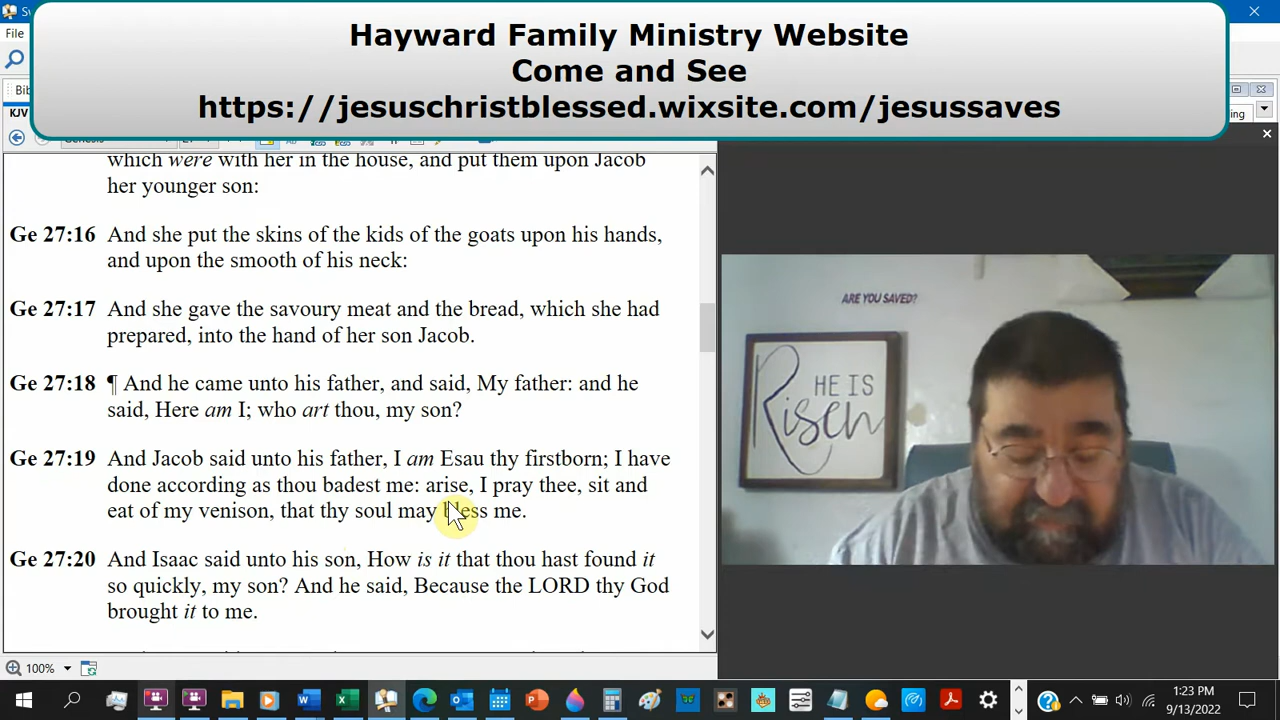 Hayward Family Ministry Website
Come and See
https://jesuschristblessed.wixsite.com/jesussaves
File
KJV
which were with her in the house, and put them upon Jacob
her younger son:
Ge 27:16 And she put the skins of the kids of the goats upon his hands,
and upon the smooth of his neck:
Ge 27:17 And she gave the savoury meat and the bread, which she had
prepared, into the hand of her son Jacob.
Ge 27:18 ¶ And he came unto his father, and said, My father: and he
said, Here am I; who art thou, my son?
Ge 27:19 And Jacob said unto his father, I am Esau thy firstborn; I have
done according as thou badest me: arise, I pray thee, sit and
eat of my venison, that thy soul may bless me.
Ge 27:20 And Isaac said unto his son, How is it that thou hast found it
so quickly, my son? And he said, Because the LORD thy God
brought it to me.
100%
ARE YOU SAVED?
HE IS
Risen
1:23 PM
9/13/2022